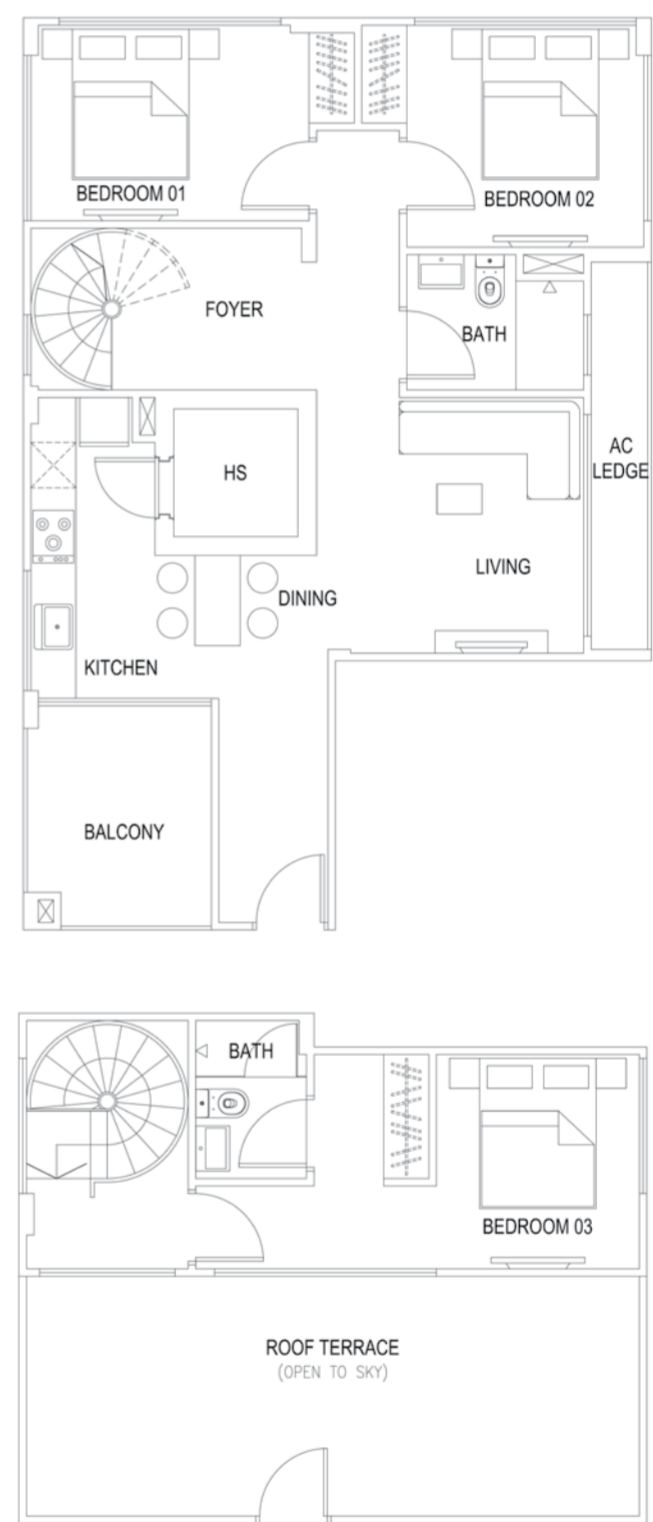 BEDROOM 01
BEDROOM 02
FOYER
BATH
AC
LEDGE
HS
LIVING
DINING
KITCHEN
BALCONY
BATH
BEDROOM 03
ROOF TERRACE
(OPEN TO SKY)